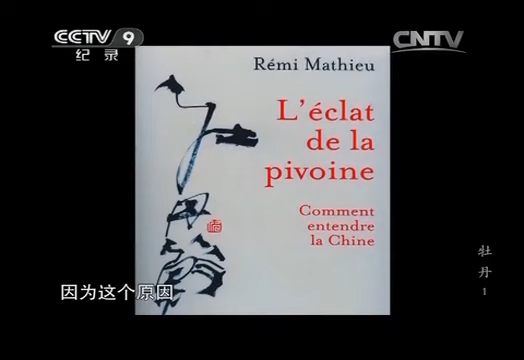 CCTV 9
纪录
CNTV
Rémi Mathieu
L'éclat
de la
pivoine
Comment
entendre
la Chine
牡丹
1
因为这个原因